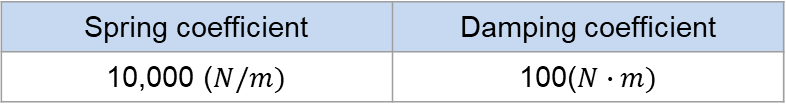 Spring coefficient Damping coefficient
10,000 (N/m) 100(N · m)